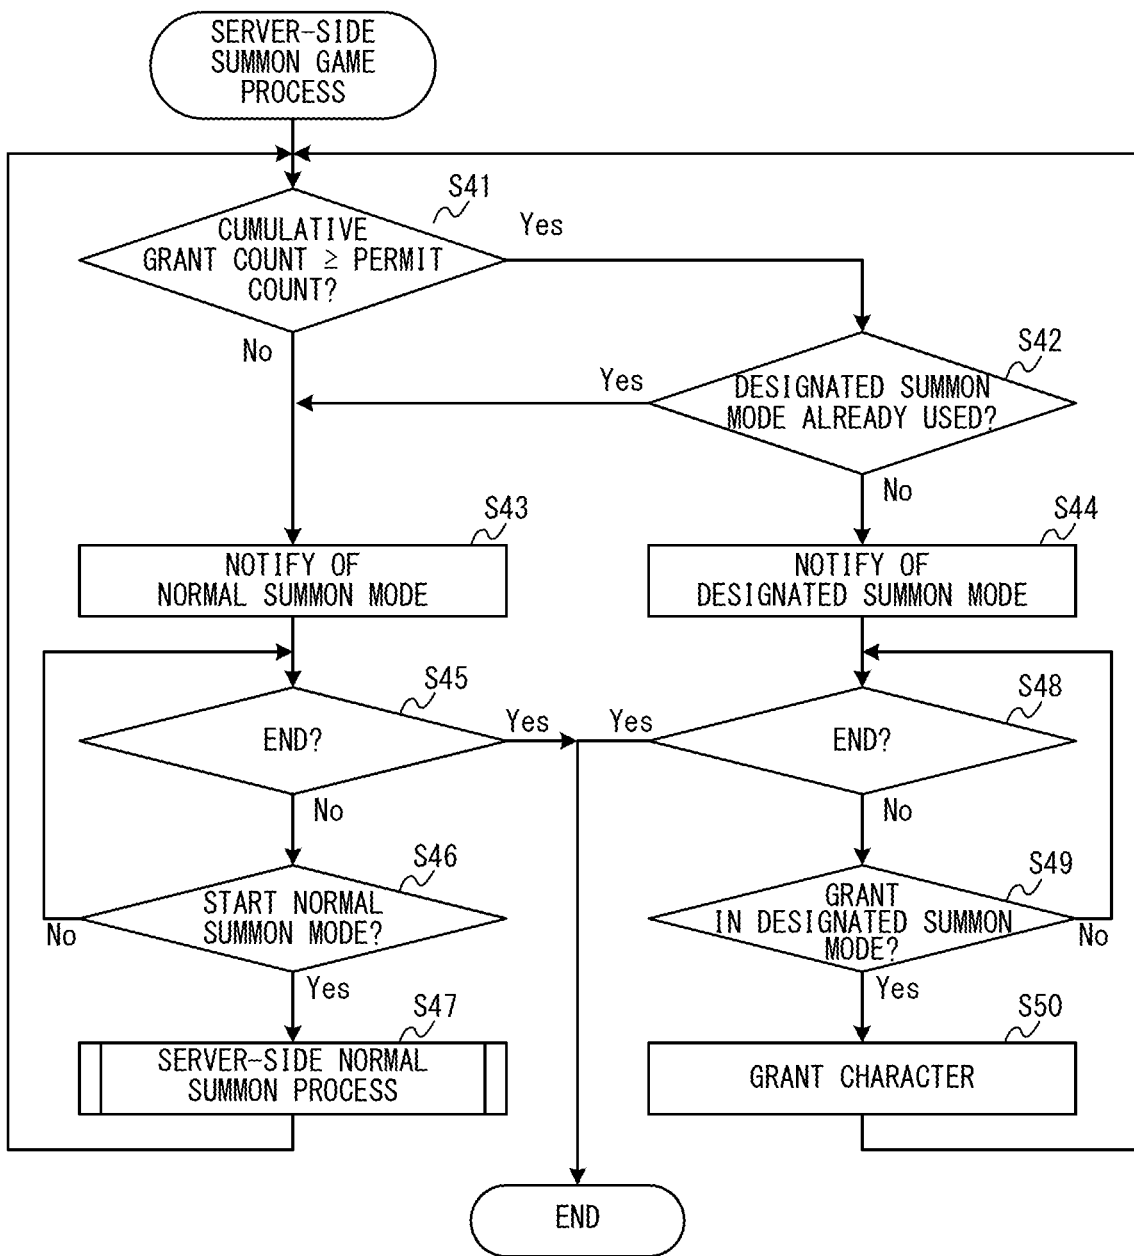 SERVER-SIDE
SUMMON GAME
PROCESS
S41
CUMULATIVE
GRANT COUNT ≧ PERMIT
COUNT?
Yes
No
S42
DESIGNATED SUMMON
MODE ALREADY USED?
Yes
No
S43
NOTIFY OF
NORMAL SUMMON MODE
S44
NOTIFY OF
DESIGNATED SUMMON MODE
S45
END?
Yes
No
S48
END?
Yes
No
S46
START NORMAL
SUMMON MODE?
No
Yes
S49
GRANT
IN DESIGNATED SUMMON
MODE?
No
Yes
S47
SERVER-SIDE NORMAL
SUMMON PROCESS
S50
GRANT CHARACTER
END